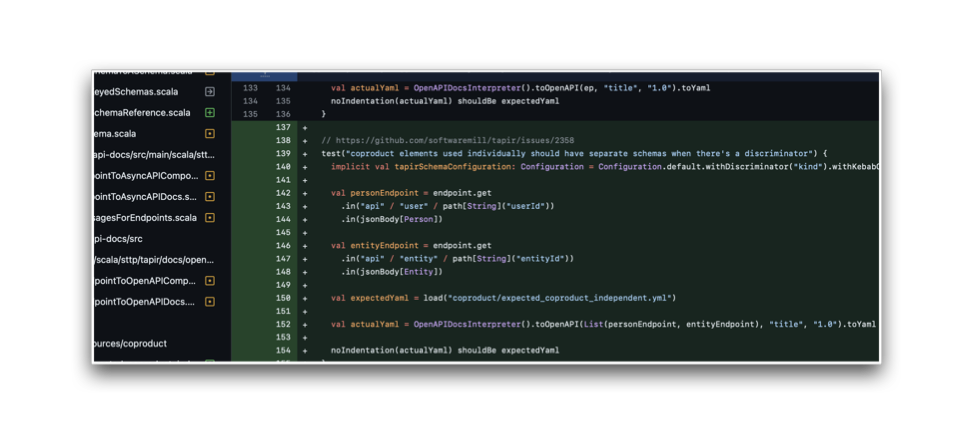 eyedSchemas.scala
chemaReference.scala
ema.scala
api-docs/src/main/scala/stt...
pointToAsyncAPICompo...
pointToAsyncAPIDocs.s...
sagesForEndpoints.scala
pi-docs/src
/scala/sttp/tapir/docs/open...
pointToOpenAPIComp...
pointToOpenAPIDocs....
ources/coproduct
133 134 val actualYaml = OpenAPIDocsInterpreter().toOpenAPI(ep, "title", "1.0").toYaml
134 135 noIndentation(actualYaml) shouldBe expectedYaml
135 136 }
137 +
138 + // https://github.com/softwaremill/tapir/issues/2358
139 + test("coproduct elements used individually should have separate schemas when there's a discriminator") {
140 + implicit val tapirSchemaConfiguration: Configuration = Configuration.default.withDiscriminator("kind").withKebabC
141 +
142 + val personEndpoint = endpoint.get
143 + .in("api" / "user" / path[String]("userId"))
144 + .in(jsonBody[Person])
145 +
146 + val entityEndpoint = endpoint.get
147 + .in("api" / "entity" / path[String]("entityId"))
148 + .in(jsonBody[Entity])
149 +
150 + val expectedYaml = load("coproduct/expected_coproduct_independent.yml")
151 +
152 + val actualYaml = OpenAPIDocsInterpreter().toOpenAPI(List(personEndpoint, entityEndpoint), "title", "1.0").toYaml
153 +
154 + noIndentation(actualYaml) shouldBe expectedYaml